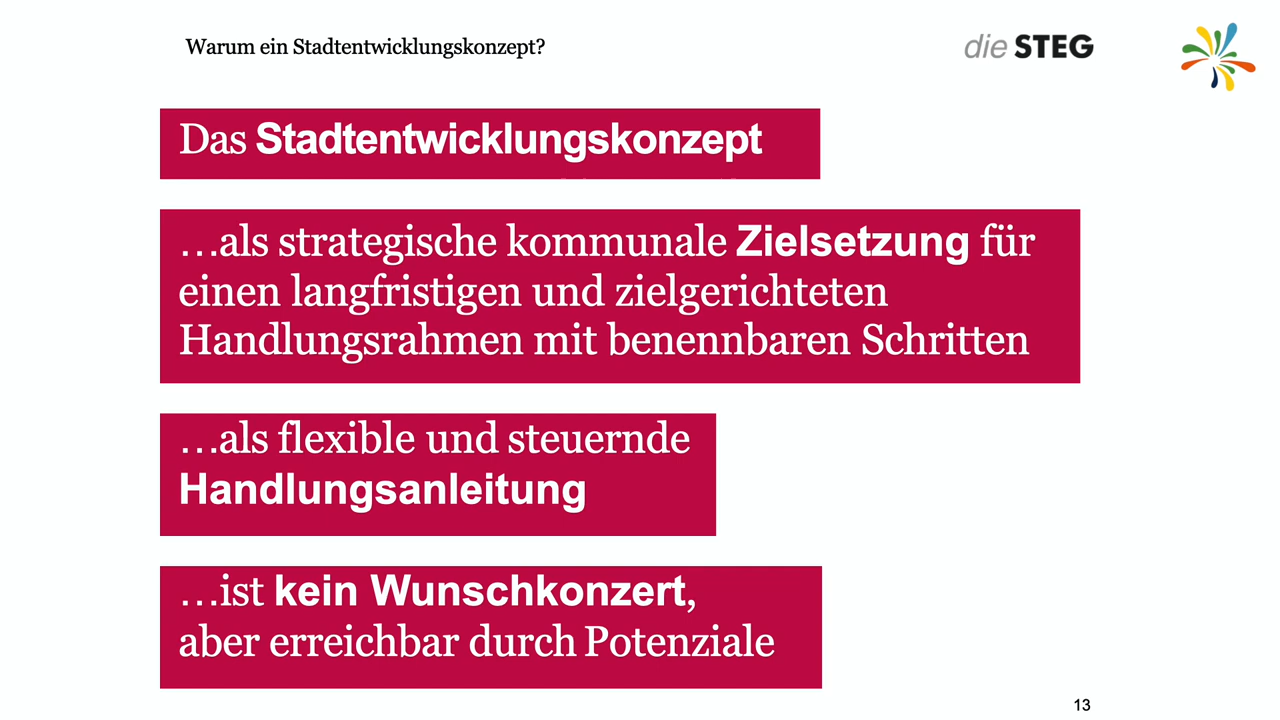 Warum ein Stadtentwicklungskonzept?
die STEG
Das Stadtentwicklungskonzept
…als strategische kommunale Zielsetzung für
einen langfristigen und zielgerichteten
Handlungsrahmen mit benennbaren Schritten
…als flexible und steuernde
Handlungsanleitung
…ist kein Wunschkonzert,
aber erreichbar durch Potenziale
13